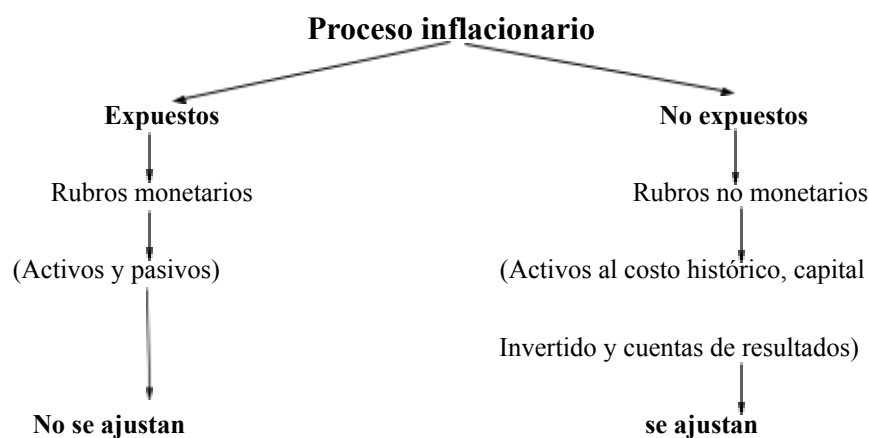 Proceso inflacionario
Expuestos
No expuestos
Rubros monetarios
Rubros no monetarios
(Activos y pasivos)
(Activos al costo histórico, capital
Invertido y cuentas de resultados)
No se ajustan
se ajustan